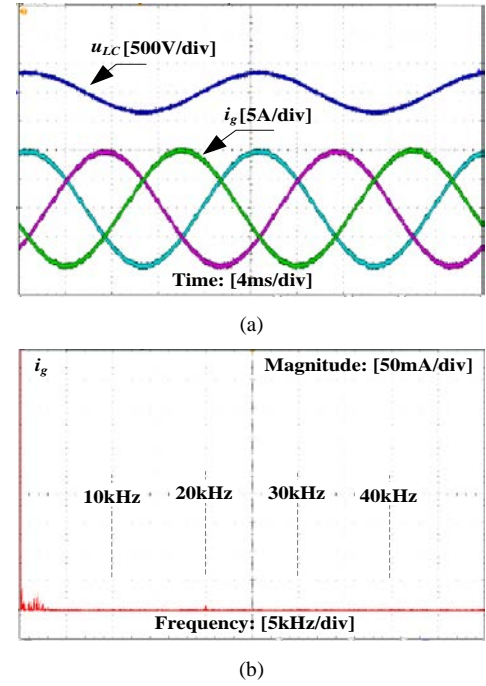 u_LC [500V/div]
i_g [5A/div]
Time: [4ms/div]
(a)
i_g
Magnitude: [50mA/div]
10kHz
20kHz
30kHz
40kHz
Frequency: [5kHz/div]
(b)